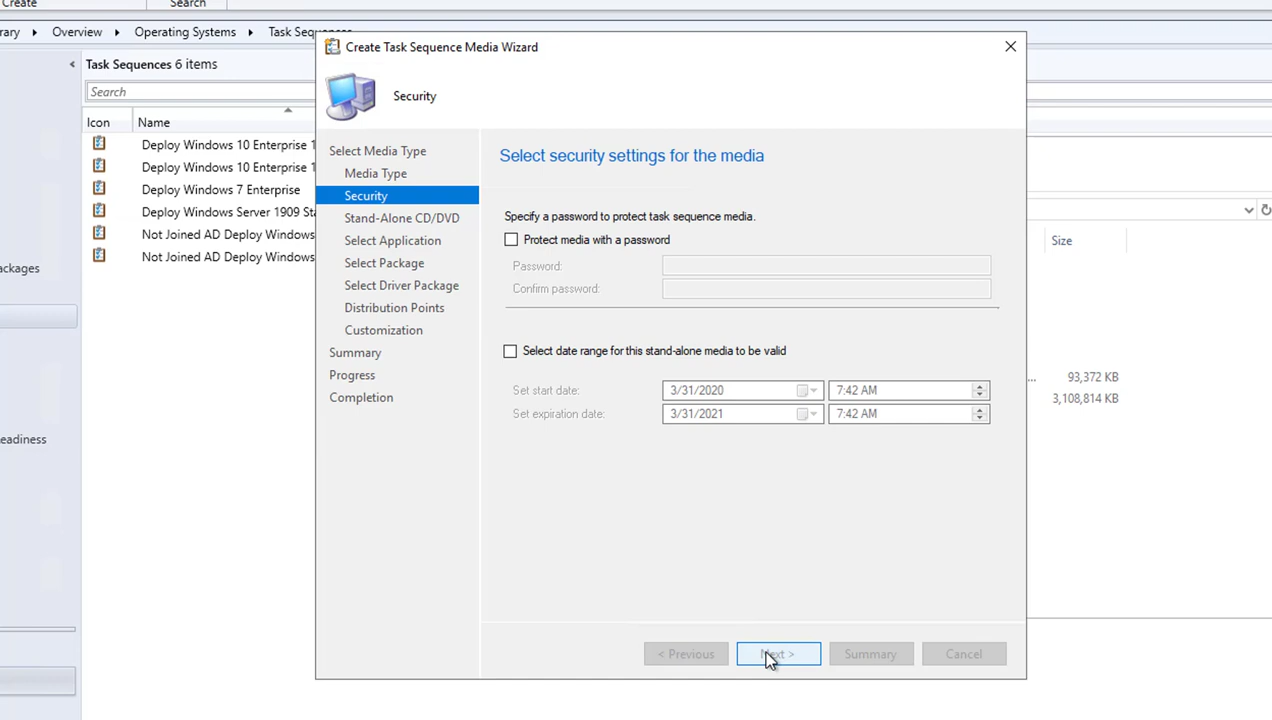 Create
Search
rary ▸ Overview ▸ Operating Systems ▸ Task Sequences
Create Task Sequence Media Wizard
Task Sequences 6 items
Search
Security
Icon Name
Deploy Windows 10 Enterprise 1
Deploy Windows 10 Enterprise 1
Deploy Windows 7 Enterprise
Deploy Windows Server 1909 Sta
Not Joined AD Deploy Windows
Not Joined AD Deploy Windows
ackages
eadiness
Select Media Type
Media Type
Security
Stand-Alone CD/DVD
Select Application
Select Package
Select Driver Package
Distribution Points
Customization
Summary
Progress
Completion
Select security settings for the media
Specify a password to protect task sequence media.
Protect media with a password
Password:
Confirm password:
Select date range for this stand-alone media to be valid
Set start date: 3/31/2020 7:42 AM
Set expiration date: 3/31/2021 7:42 AM
< Previous Next > Summary Cancel
Size
... 93,372 KB
3,108,814 KB